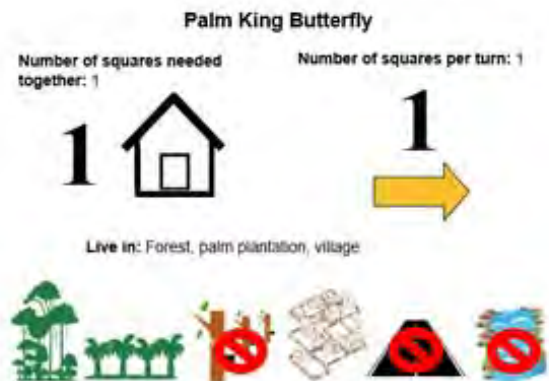 Palm King Butterfly
Number of squares needed
together: 1
1
Number of squares per turn: 1
1
Live in: Forest, palm plantation, village